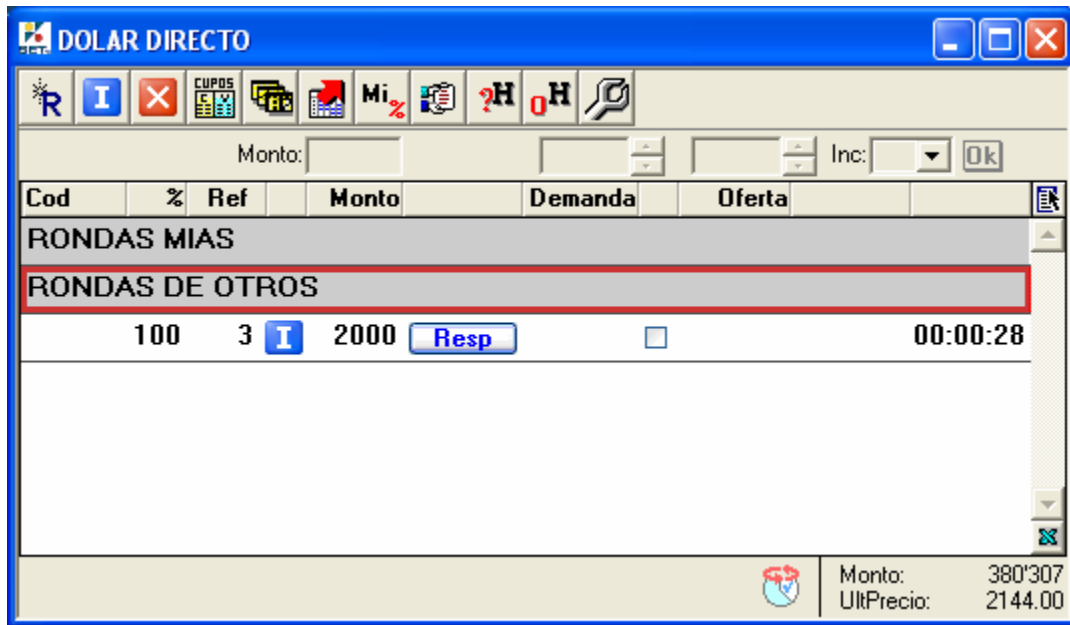 DOLAR DIRECTO
R I CUPOS Mi% ?H 0H
Monto: Inc: Ok
Cod % Ref Monto Demanda Oferta
RONDAS MIAS
RONDAS DE OTROS
100 3 I 2000 Resp 00:00:28
Monto: 380'307
UltPrecio: 2144.00